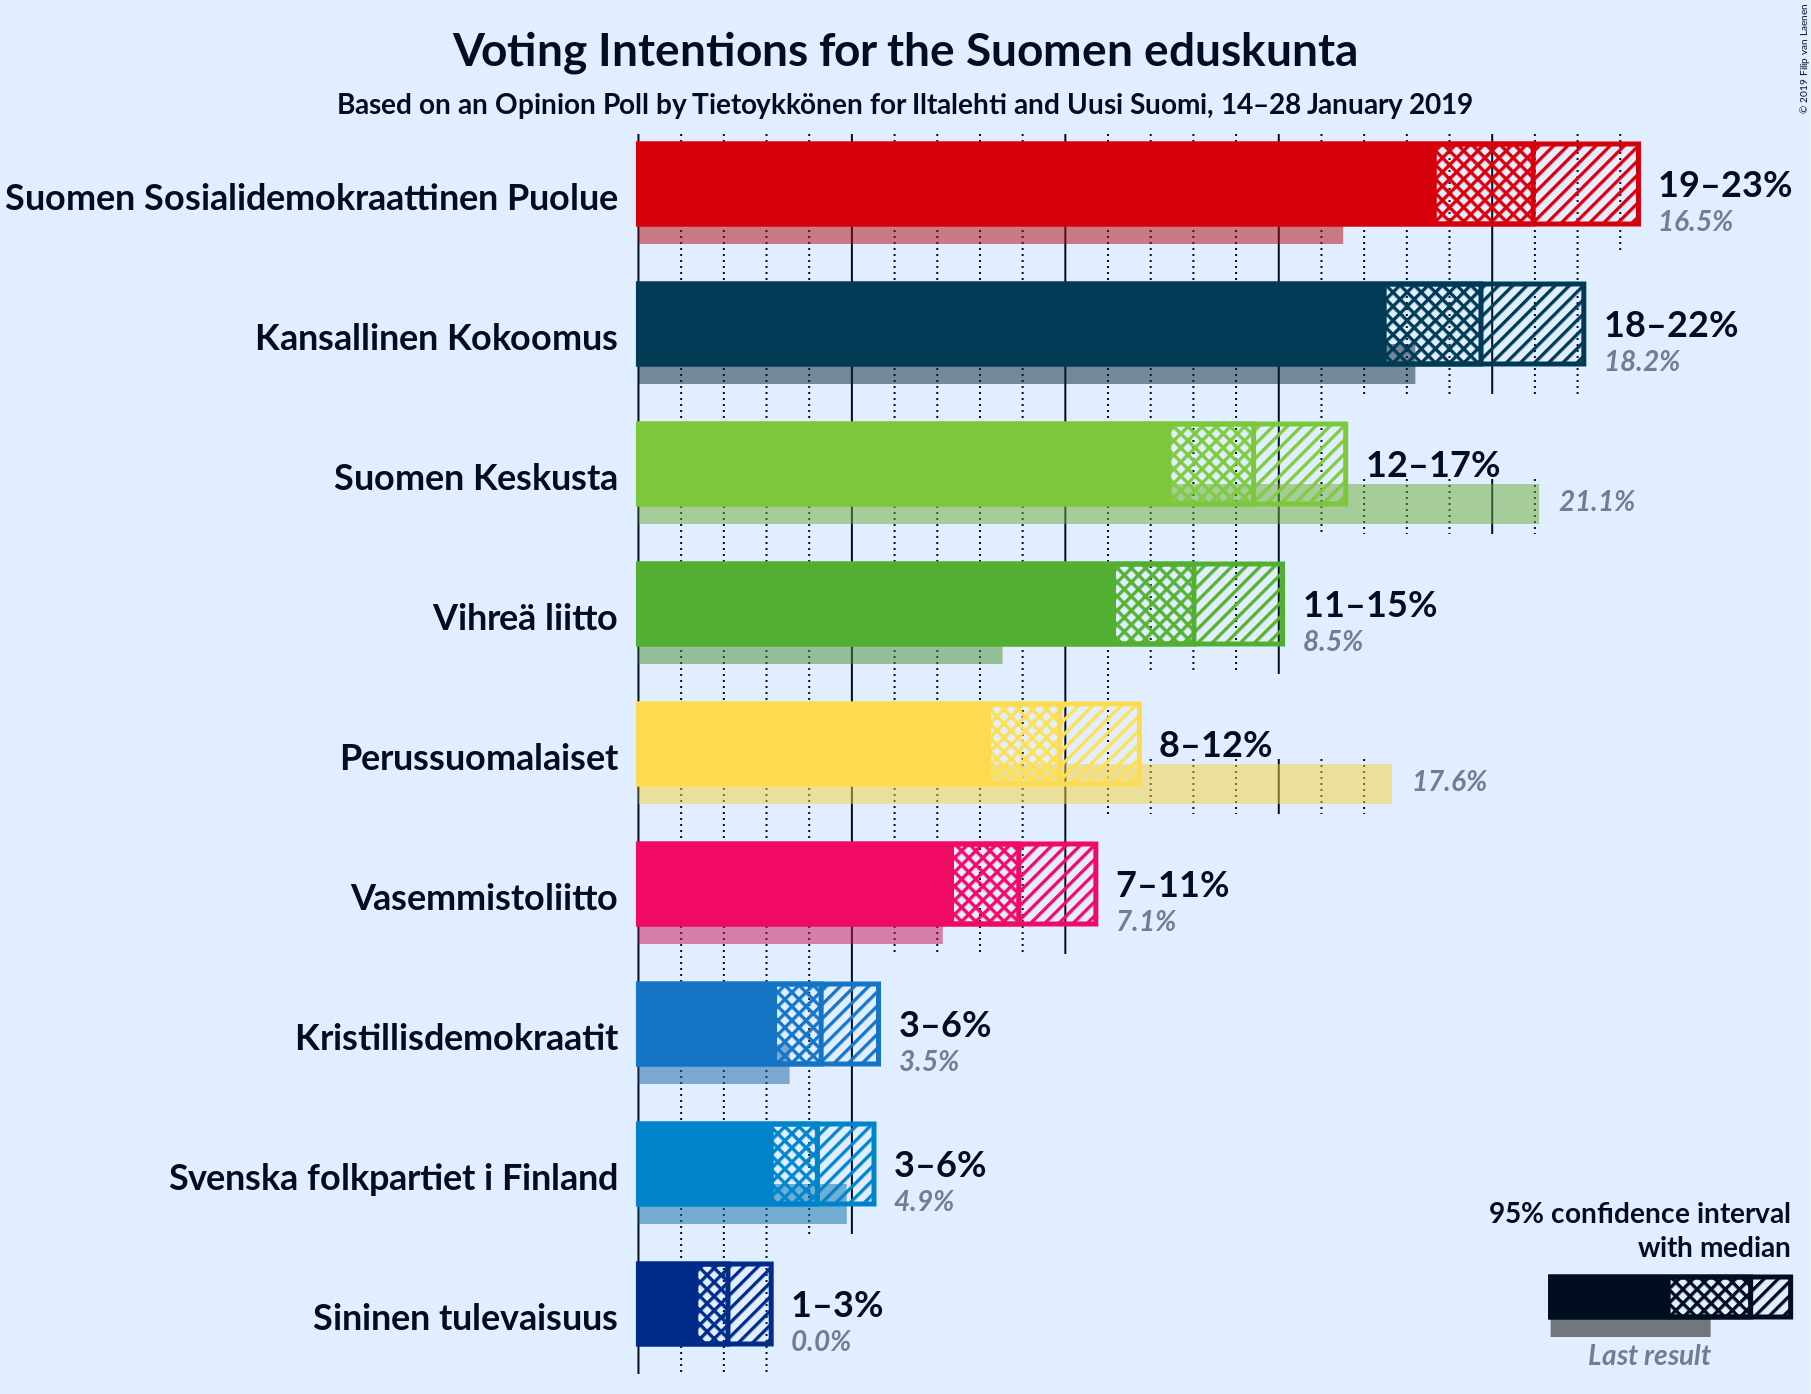 Voting Intentions for the Suomen eduskunta
Based on an Opinion Poll by Tietoykkönen for Iltalehti and Uusi Suomi, 14–28 January 2019
© 2019 Filip van Laenen
Suomen Sosialidemokraattinen Puolue
19–23%
16.5%
Kansallinen Kokoomus
18–22%
18.2%
Suomen Keskusta
12–17%
21.1%
Vihreä liitto
11–15%
8.5%
Perussuomalaiset
8–12%
17.6%
Vasemmistoliitto
7–11%
7.1%
Kristillisdemokraatit
3–6%
3.5%
Svenska folkpartiet i Finland
3–6%
4.9%
Sininen tulevaisuus
1–3%
0.0%
95% confidence interval
with median
Last result